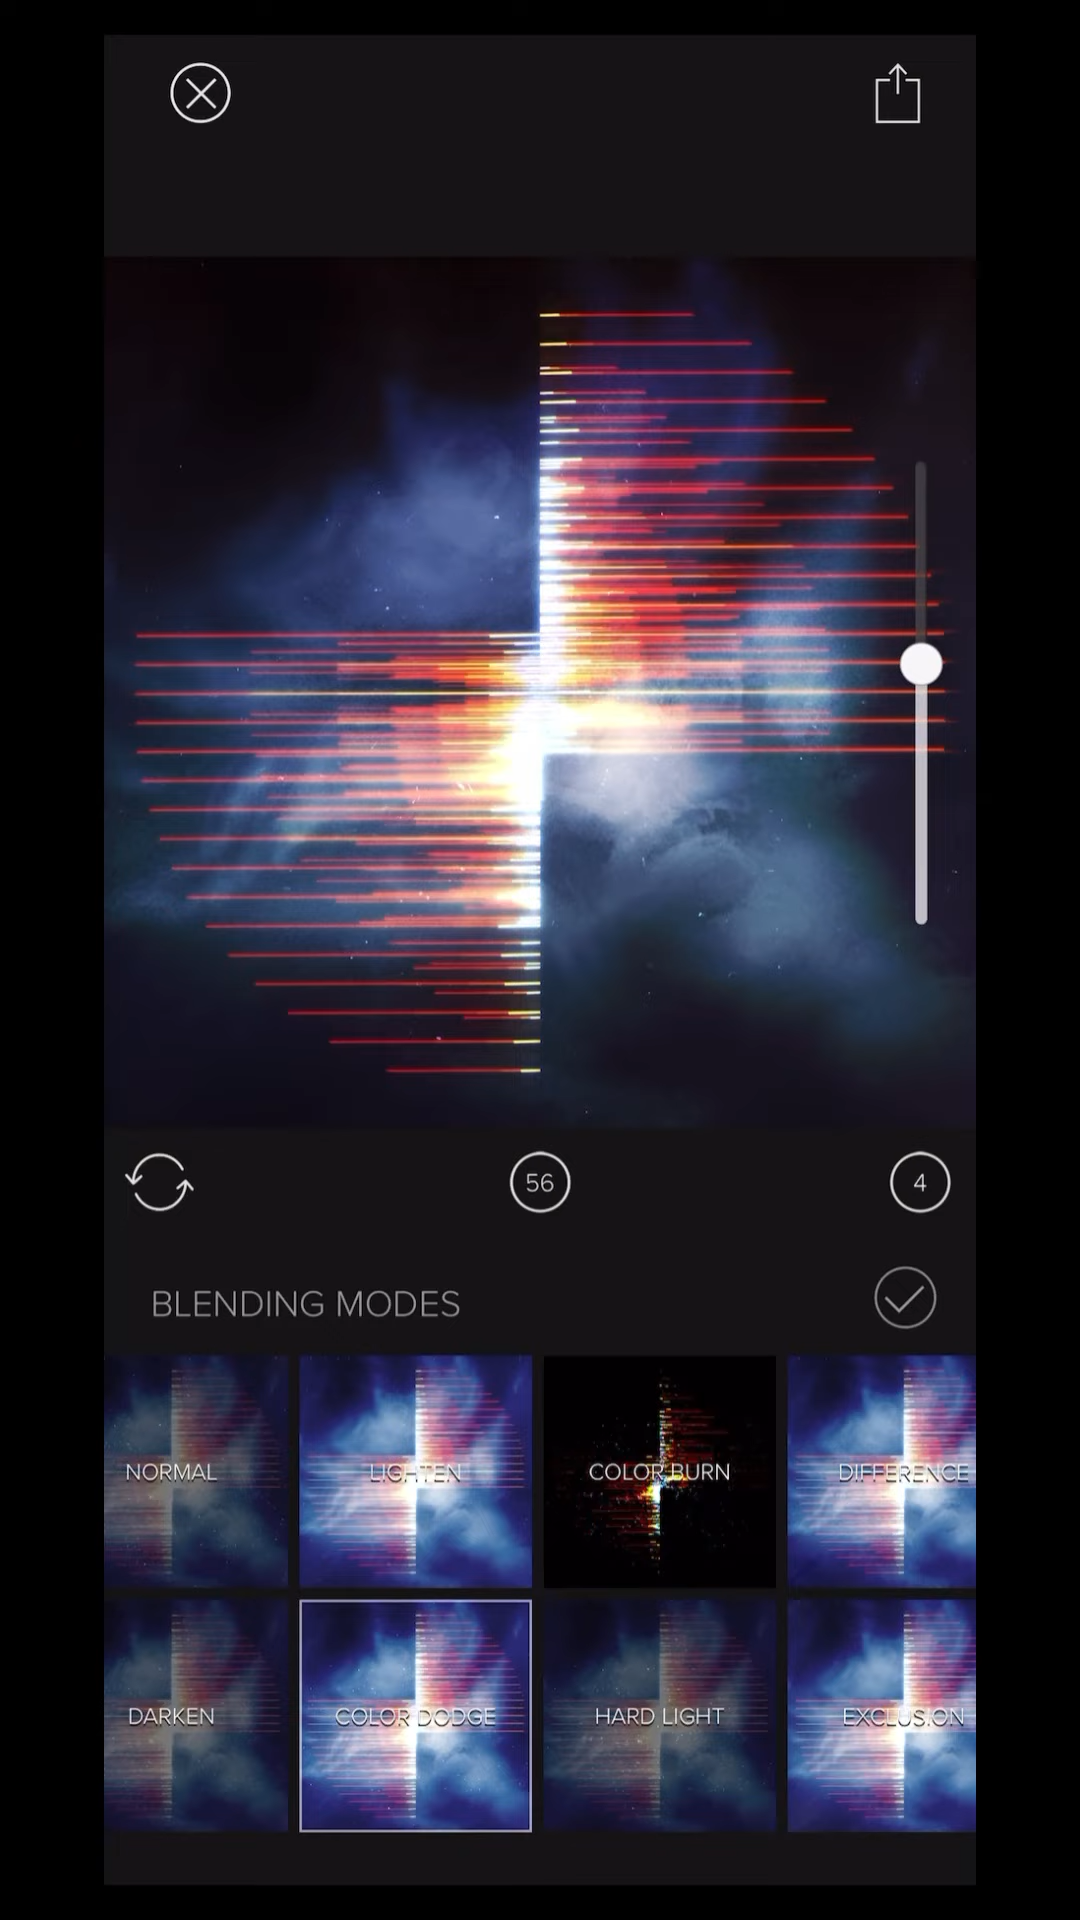 56
4
BLENDING MODES
NORMAL
LIGHTEN
COLOR BURN
DIFFERENCE
DARKEN
COLOR DODGE
HARD LIGHT
EXCLUSION